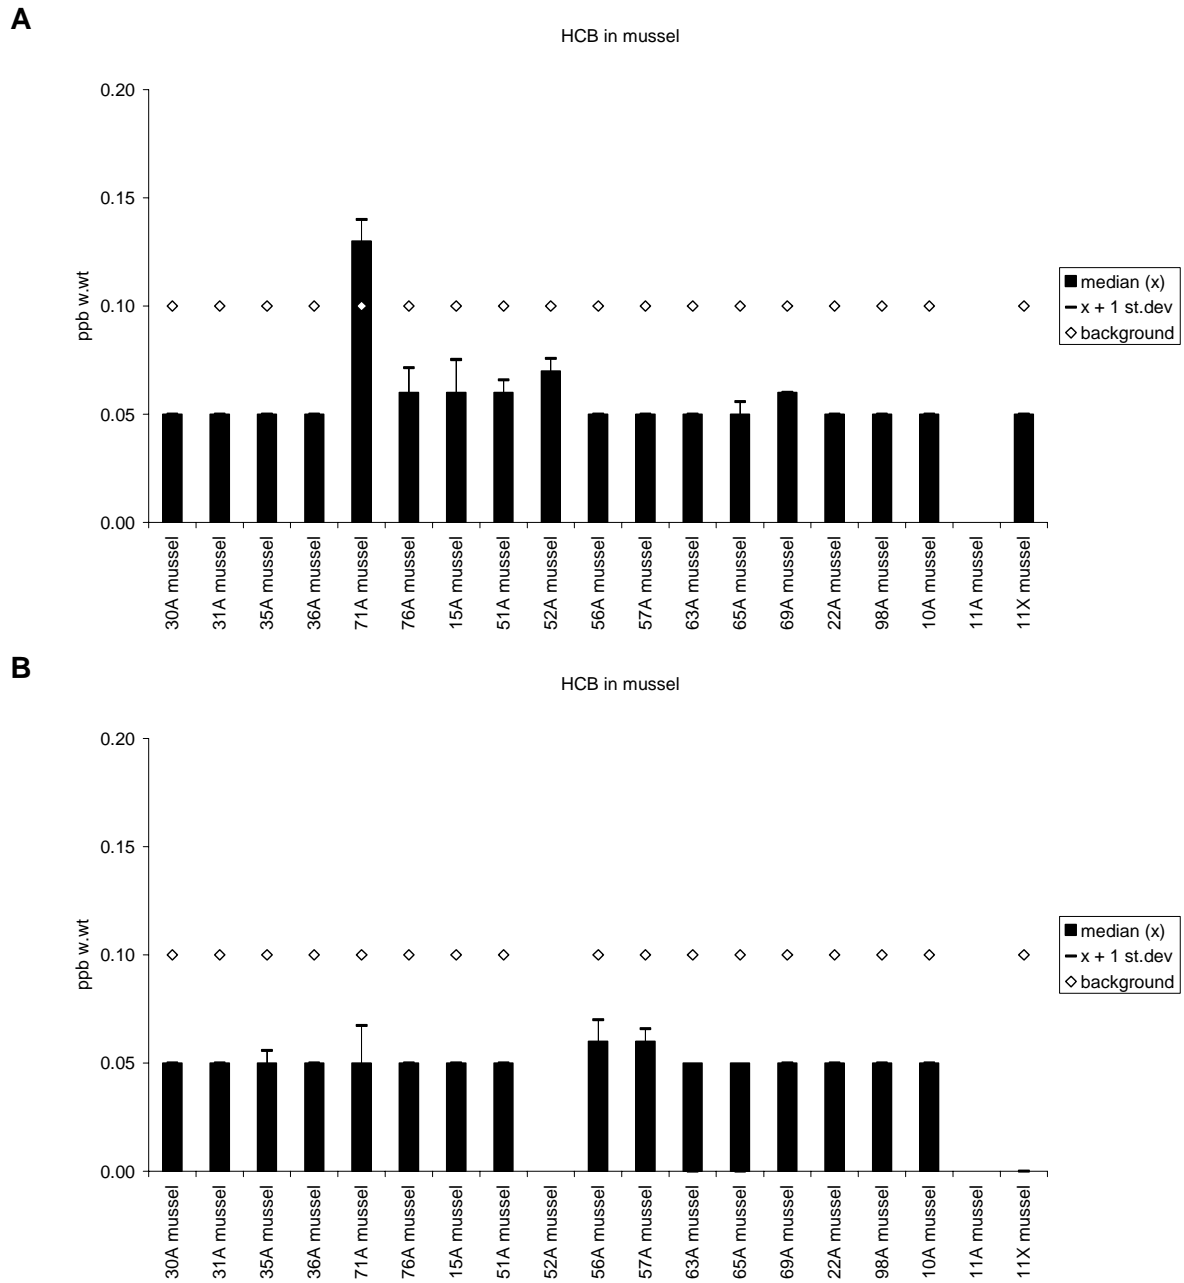 A
HCB in mussel
0.20
0.15
0.10
0.05
0.00
ppb w.wt
median (x)
x + 1 st.dev
background
30A mussel
31A mussel
35A mussel
36A mussel
71A mussel
76A mussel
15A mussel
51A mussel
52A mussel
56A mussel
57A mussel
63A mussel
65A mussel
69A mussel
22A mussel
98A mussel
10A mussel
11A mussel
11X mussel
B
HCB in mussel
0.20
0.15
0.10
0.05
0.00
ppb w.wt
median (x)
x + 1 st.dev
background
30A mussel
31A mussel
35A mussel
36A mussel
71A mussel
76A mussel
15A mussel
51A mussel
52A mussel
56A mussel
57A mussel
63A mussel
65A mussel
69A mussel
22A mussel
98A mussel
10A mussel
11A mussel
11X mussel